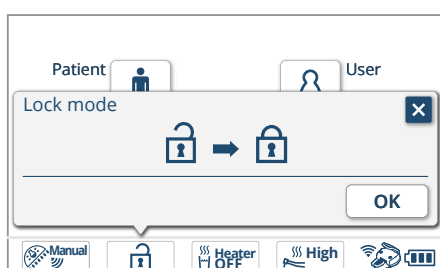 Patient
User
Lock mode
OK
Manual
Heater
OFF
High